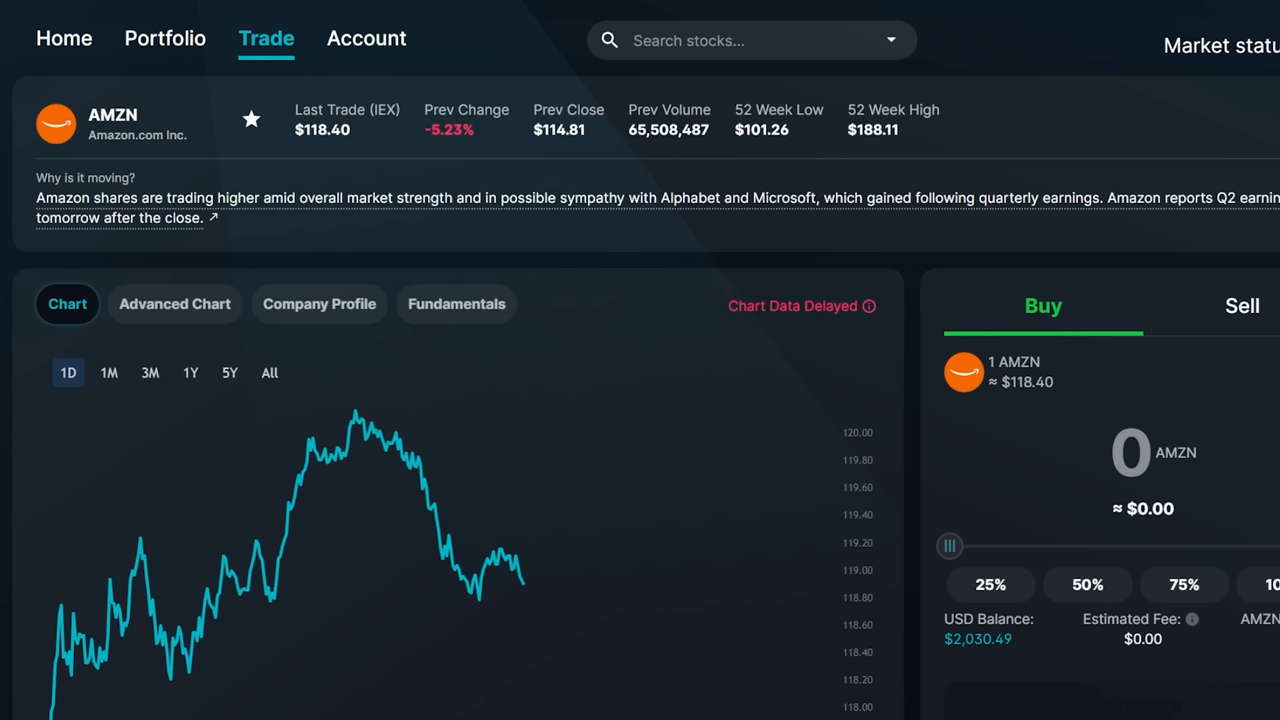 Home Portfolio Trade Account Search stocks... Market statu
AMZN
Amazon.com Inc.
Last Trade (IEX) Prev Change Prev Close Prev Volume 52 Week Low 52 Week High
$118.40 -5.23% $114.81 65,508,487 $101.26 $188.11
Why is it moving?
Amazon shares are trading higher amid overall market strength and in possible sympathy with Alphabet and Microsoft, which gained following quarterly earnings. Amazon reports Q2 earnin
tomorrow after the close.
Chart Advanced Chart Company Profile Fundamentals Chart Data Delayed
1D 1M 3M 1Y 5Y All
120.00
119.80
119.60
119.40
119.20
119.00
118.80
118.60
118.40
118.20
118.00
Buy Sell
1 AMZN
≈ $118.40
0 AMZN
≈ $0.00
25% 50% 75% 10
USD Balance: Estimated Fee: AMZN
$2,030.49 $0.00